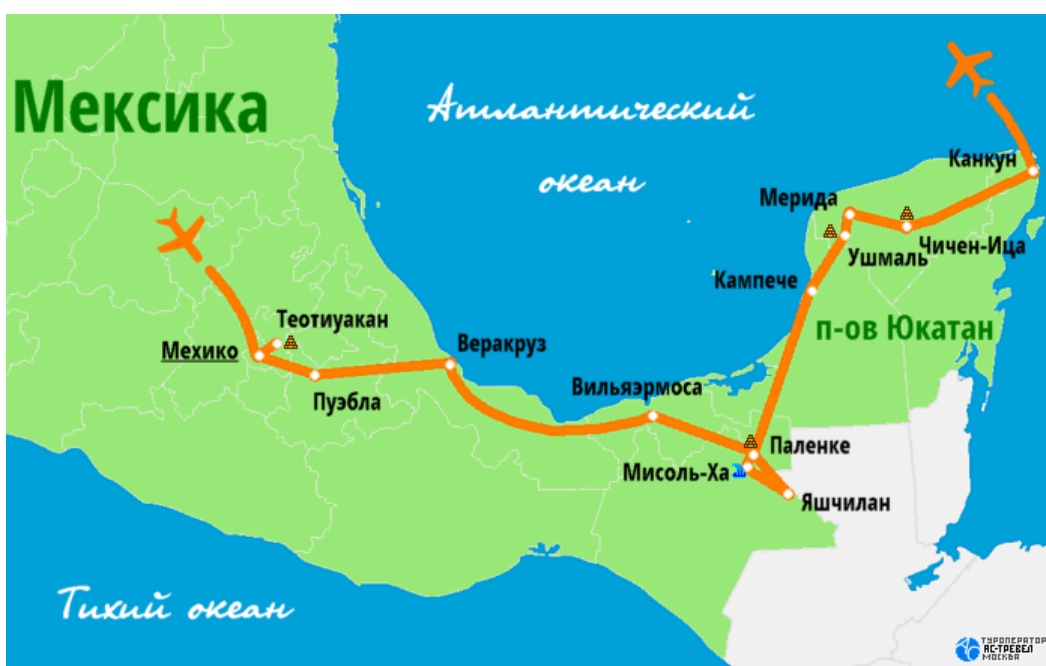 Мексика
Атлантический
океан
Канкун
Мерида
Чичен-Ица
Ушмаль
Кампече
п-ов Юкатан
Теотиуакан
Мехико
Веракруз
Пуэбла
Вильяэрмоса
Паленке
Мисоль-Ха
Яшчилан
Тихий океан
ТУРОПЕРАТОР
АС-ТРЕВЕЛ
МОСКВА